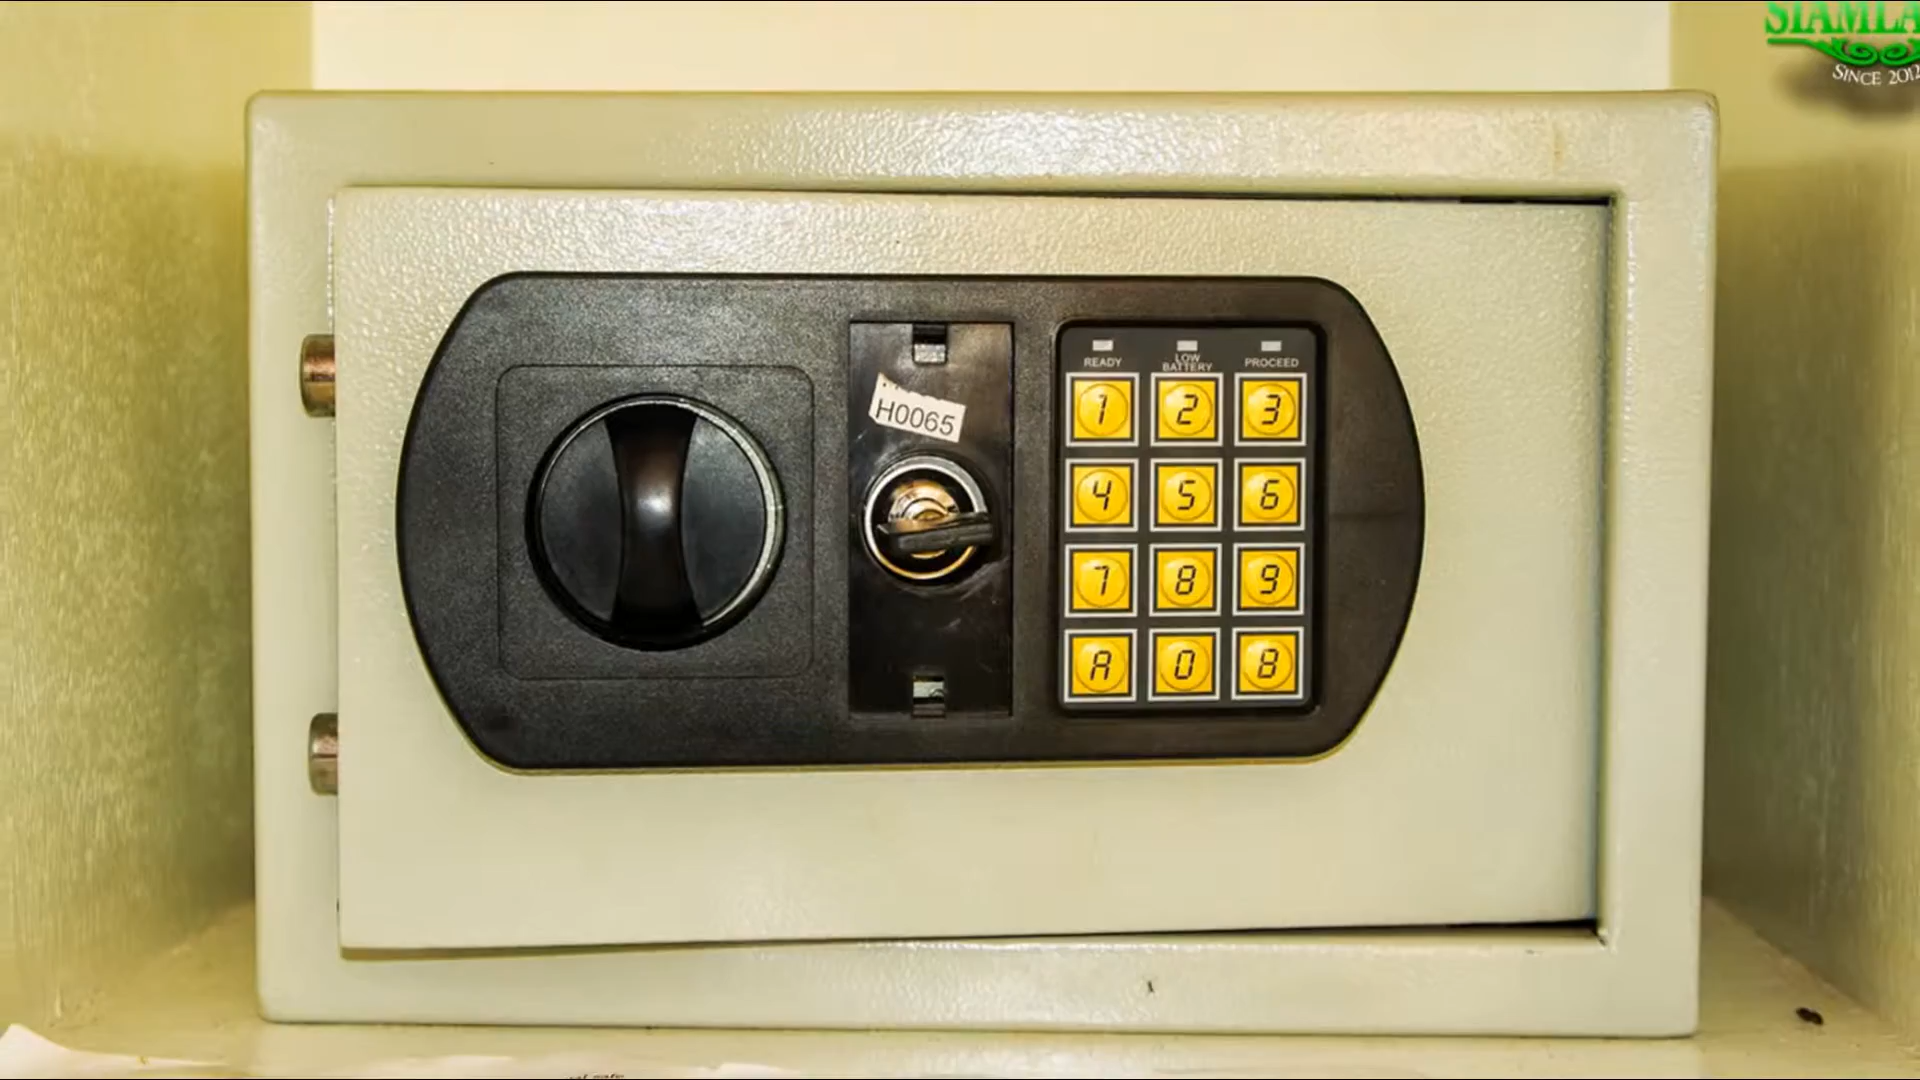 SIAMLA
SINCE 2012
READY
LOW
BATTERY
PROCEED
H0065
1 2 3
4 5 6
7 8 9
A 0 B